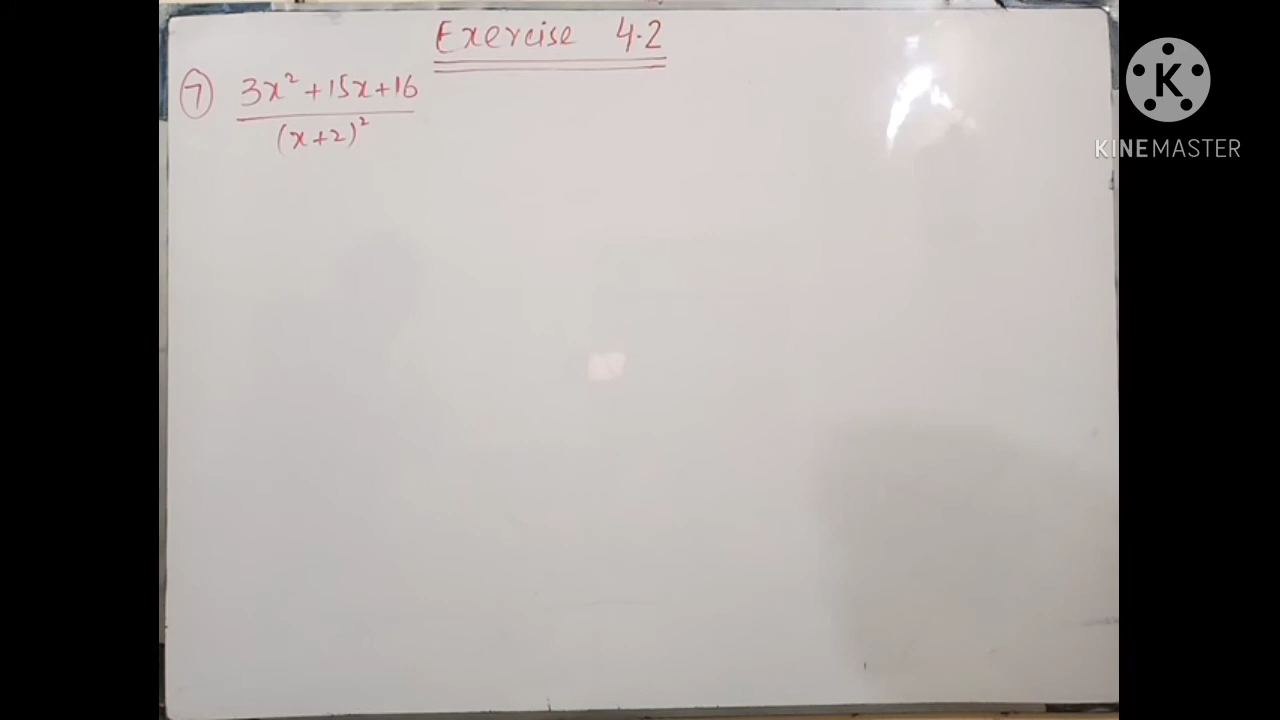 Exercise 4.2
⑦ 3x² + 15x + 16
(x + 2)²
K
KINEMASTER